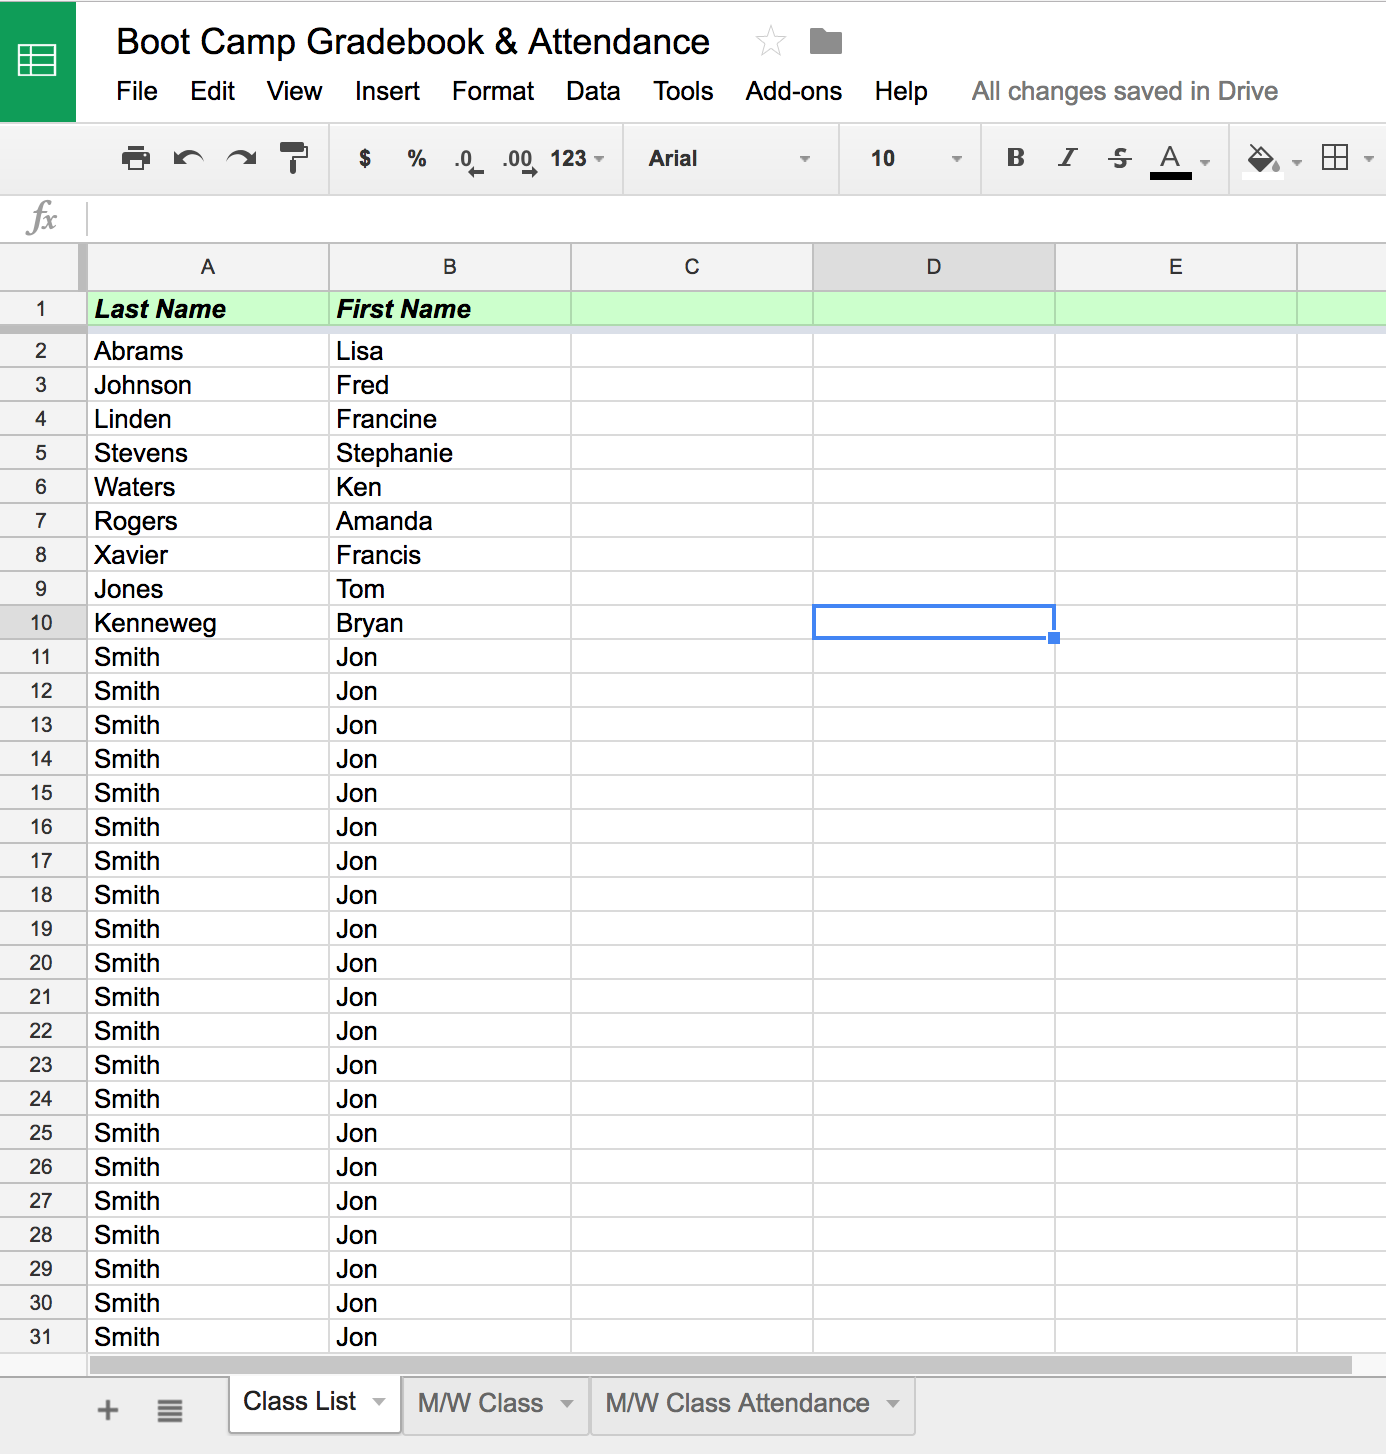 Boot Camp Gradebook & Attendance
File Edit View Insert Format Data Tools Add-ons Help All changes saved in Drive
$ % .0 .00 123 Arial 10 B I S A
fx
A B C D E
1 Last Name First Name
2 Abrams Lisa
3 Johnson Fred
4 Linden Francine
5 Stevens Stephanie
6 Waters Ken
7 Rogers Amanda
8 Xavier Francis
9 Jones Tom
10 Kenneweg Bryan
11 Smith Jon
12 Smith Jon
13 Smith Jon
14 Smith Jon
15 Smith Jon
16 Smith Jon
17 Smith Jon
18 Smith Jon
19 Smith Jon
20 Smith Jon
21 Smith Jon
22 Smith Jon
23 Smith Jon
24 Smith Jon
25 Smith Jon
26 Smith Jon
27 Smith Jon
28 Smith Jon
29 Smith Jon
30 Smith Jon
31 Smith Jon
Class List M/W Class M/W Class Attendance